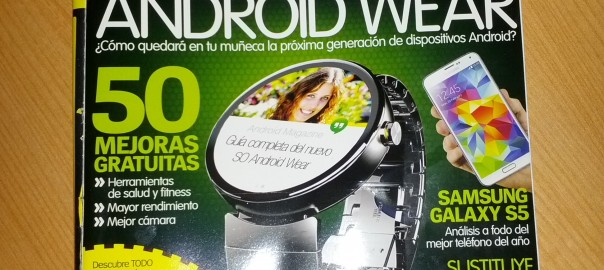 ANDROID WEAR
¿Cómo quedará en tu muñeca la próxima generación de dispositivos Android?
50
MEJORAS
GRATUITAS
» Herramientas
de salud y fitness
» Mayor rendimiento
» Mejor cámara
Descubre TODO
Android Magazine
Guía completa del nuevo
SO Android Wear
SAMSUNG
GALAXY S5
Análisis a fodo del
mejor teléfono del año
SUSTITUYE